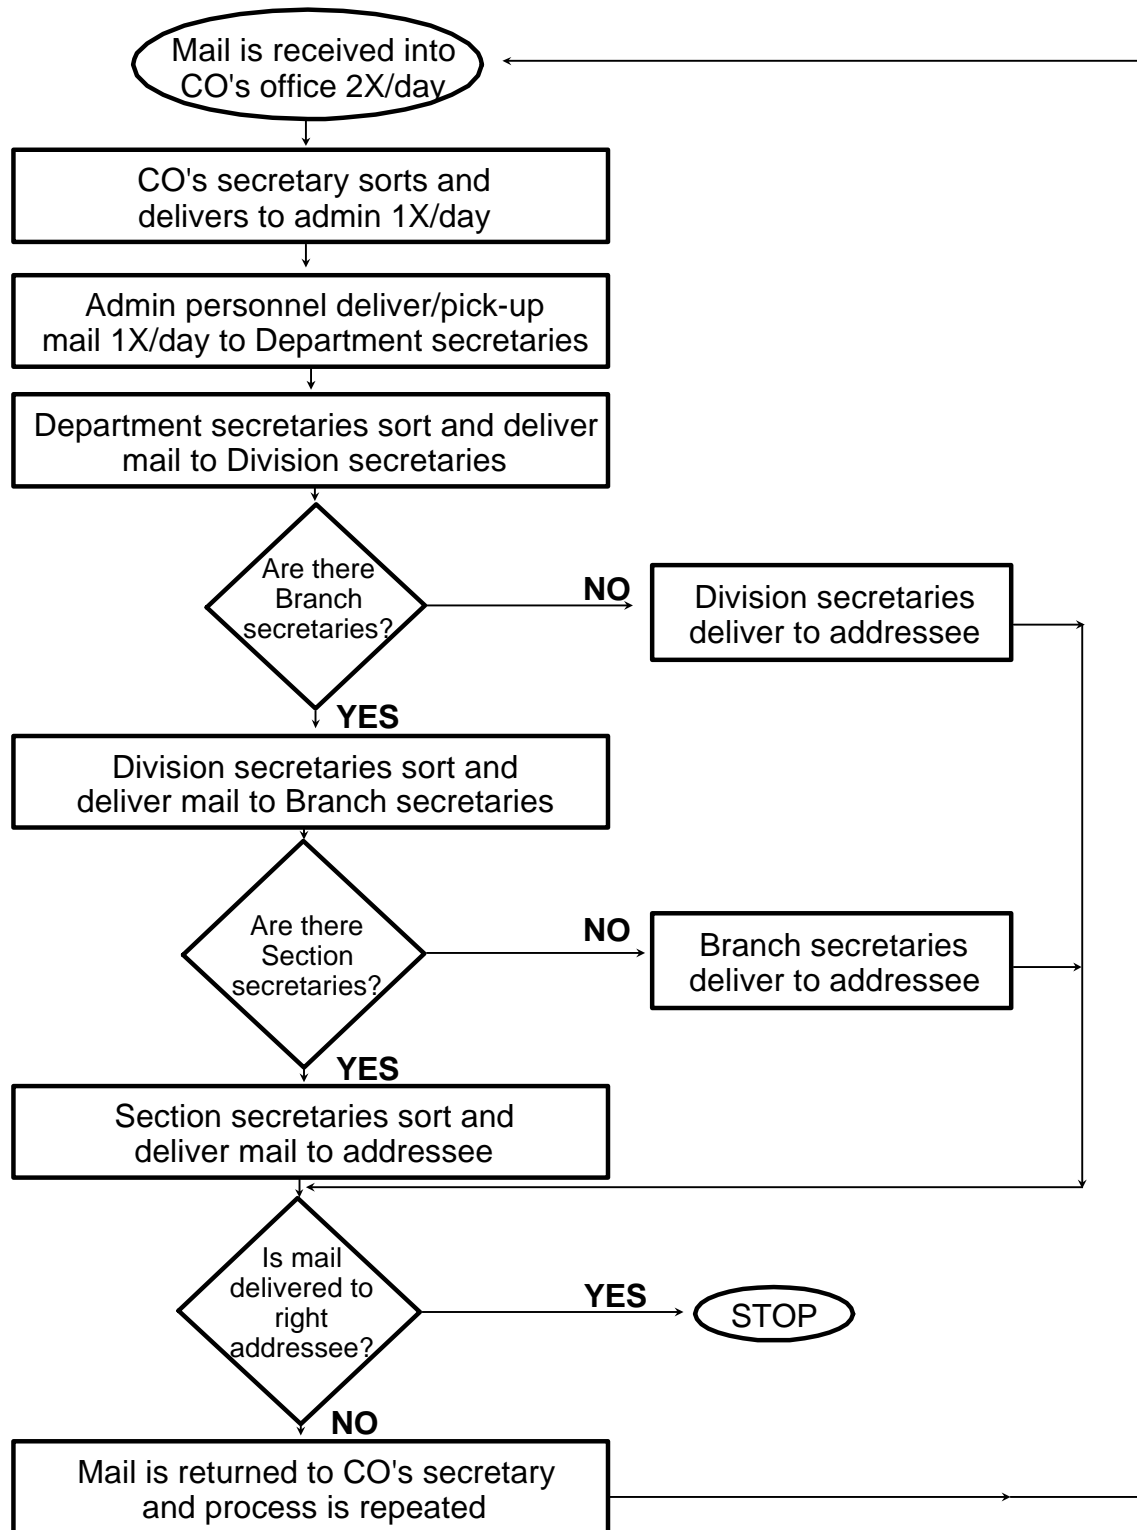 Mail is received into
CO's office 2X/day
CO's secretary sorts and
delivers to admin 1X/day
Admin personnel deliver/pick-up
mail 1X/day to Department secretaries
Department secretaries sort and deliver
mail to Division secretaries
Are there
Branch
secretaries?
NO
Division secretaries
deliver to addressee
YES
Division secretaries sort and
deliver mail to Branch secretaries
Are there
Section
secretaries?
NO
Branch secretaries
deliver to addressee
YES
Section secretaries sort and
deliver mail to addressee
Is mail
delivered to
right
addressee?
YES
STOP
NO
Mail is returned to CO's secretary
and process is repeated